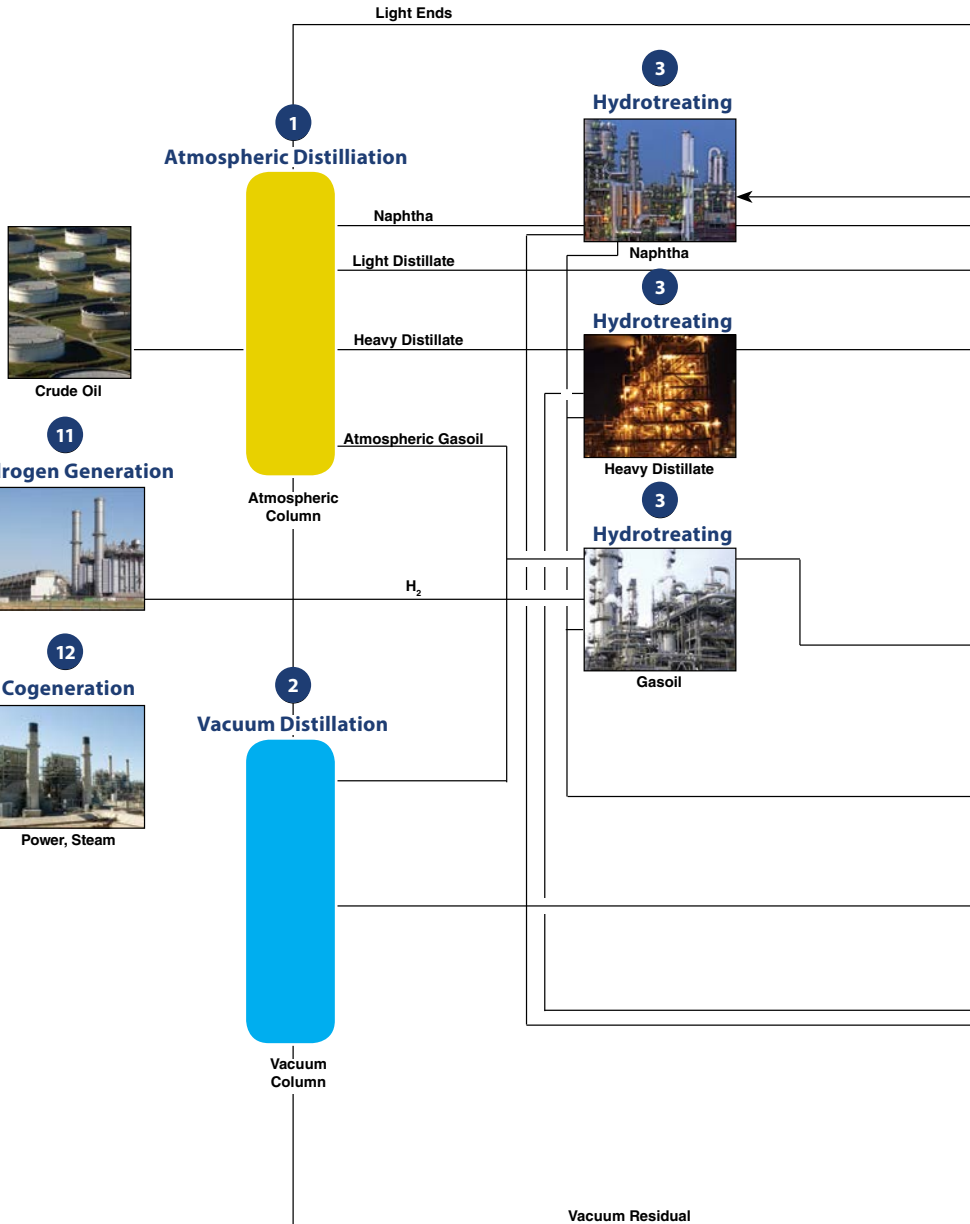 Light Ends
3
Hydrotreating
1
Atmospheric Distilliation
Naphtha
Naphtha
Light Distillate
3
Hydrotreating
Heavy Distillate
Crude Oil
11
drogen Generation
Atmospheric Gasoil
Heavy Distillate
Atmospheric
Column
3
Hydrotreating
H₂
12
Cogeneration
Gasoil
2
Vacuum Distillation
Power, Steam
Vacuum
Column
Vacuum Residual